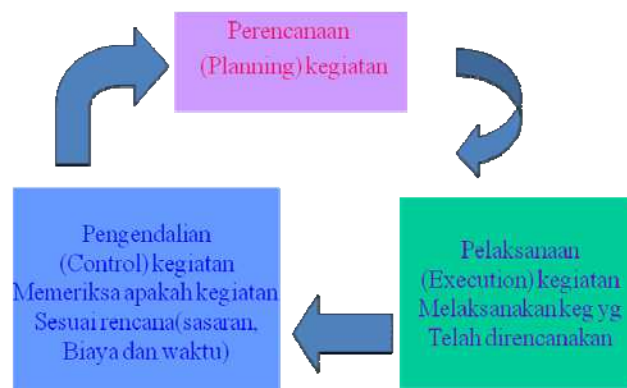 Perencanaan
(Planning) kegiatan
Pengendalian
(Control) kegiatan
Memeriksa apakah kegiatan
Sesuai rencana(sasaran,
Biaya dan waktu)
Pelaksanaan
(Execution) kegiatan
Melaksanakan keg yg
Telah direncanakan